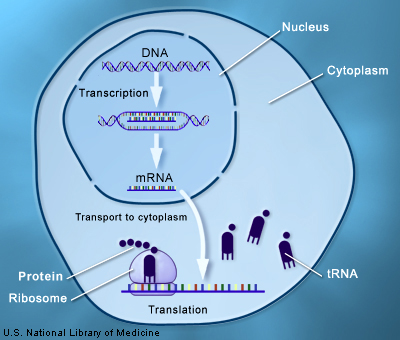 Nucleus
DNA
Cytoplasm
Transcription
mRNA
Transport to cytoplasm
Protein
tRNA
Ribosome
Translation
U.S. National Library of Medicine